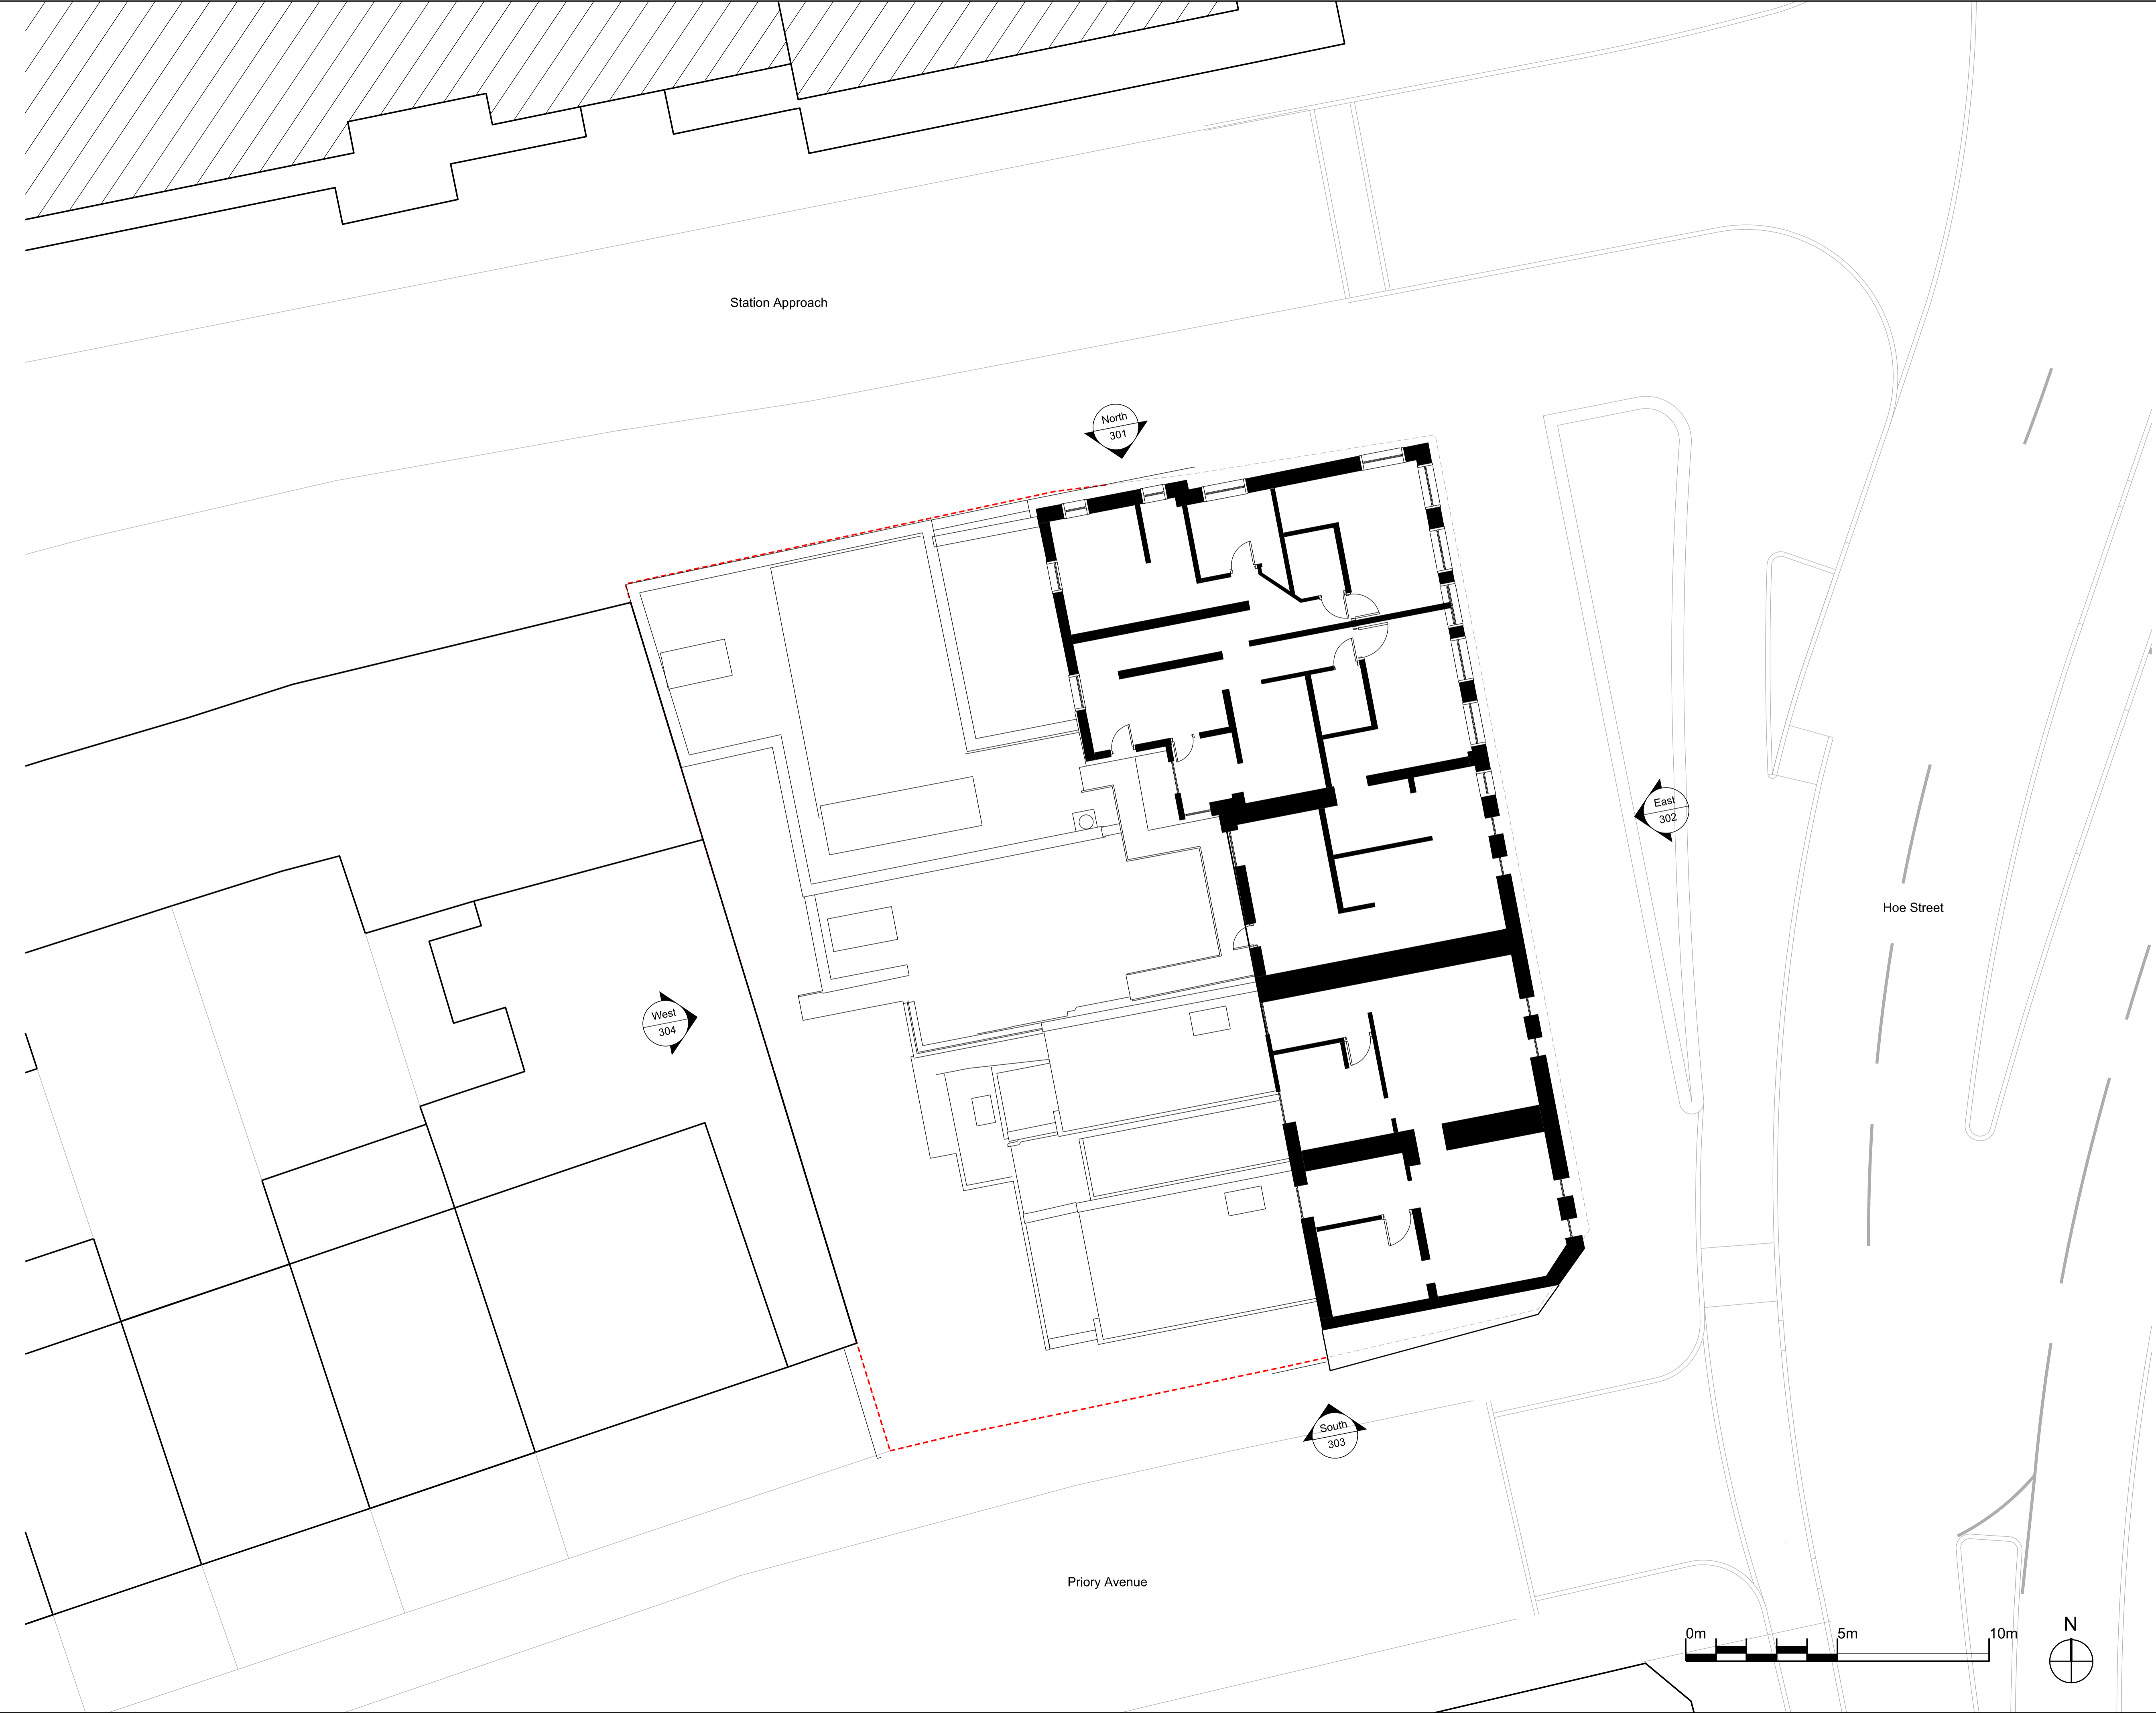 Station Approach
North
301
East
302
Hoe Street
West
304
South
303
Priory Avenue
N
0m
5m
10m